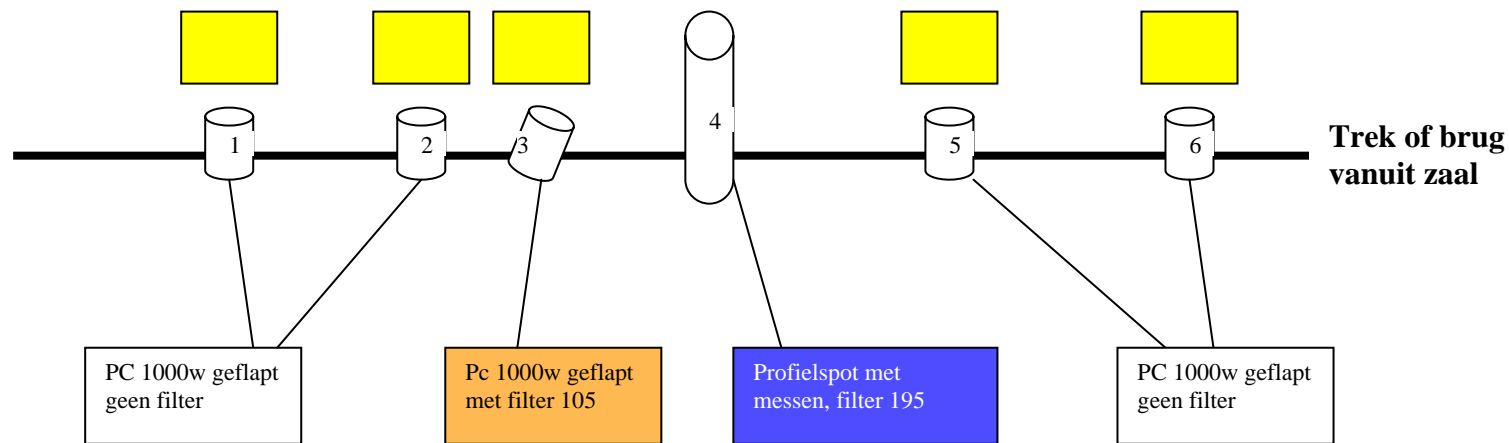 4
1
2
3
5
6
Trek of brug
vanuit zaal
PC 1000w geflapt
geen filter
Pc 1000w geflapt
met filter 105
Profielspot met
messen, filter 195
PC 1000w geflapt
geen filter